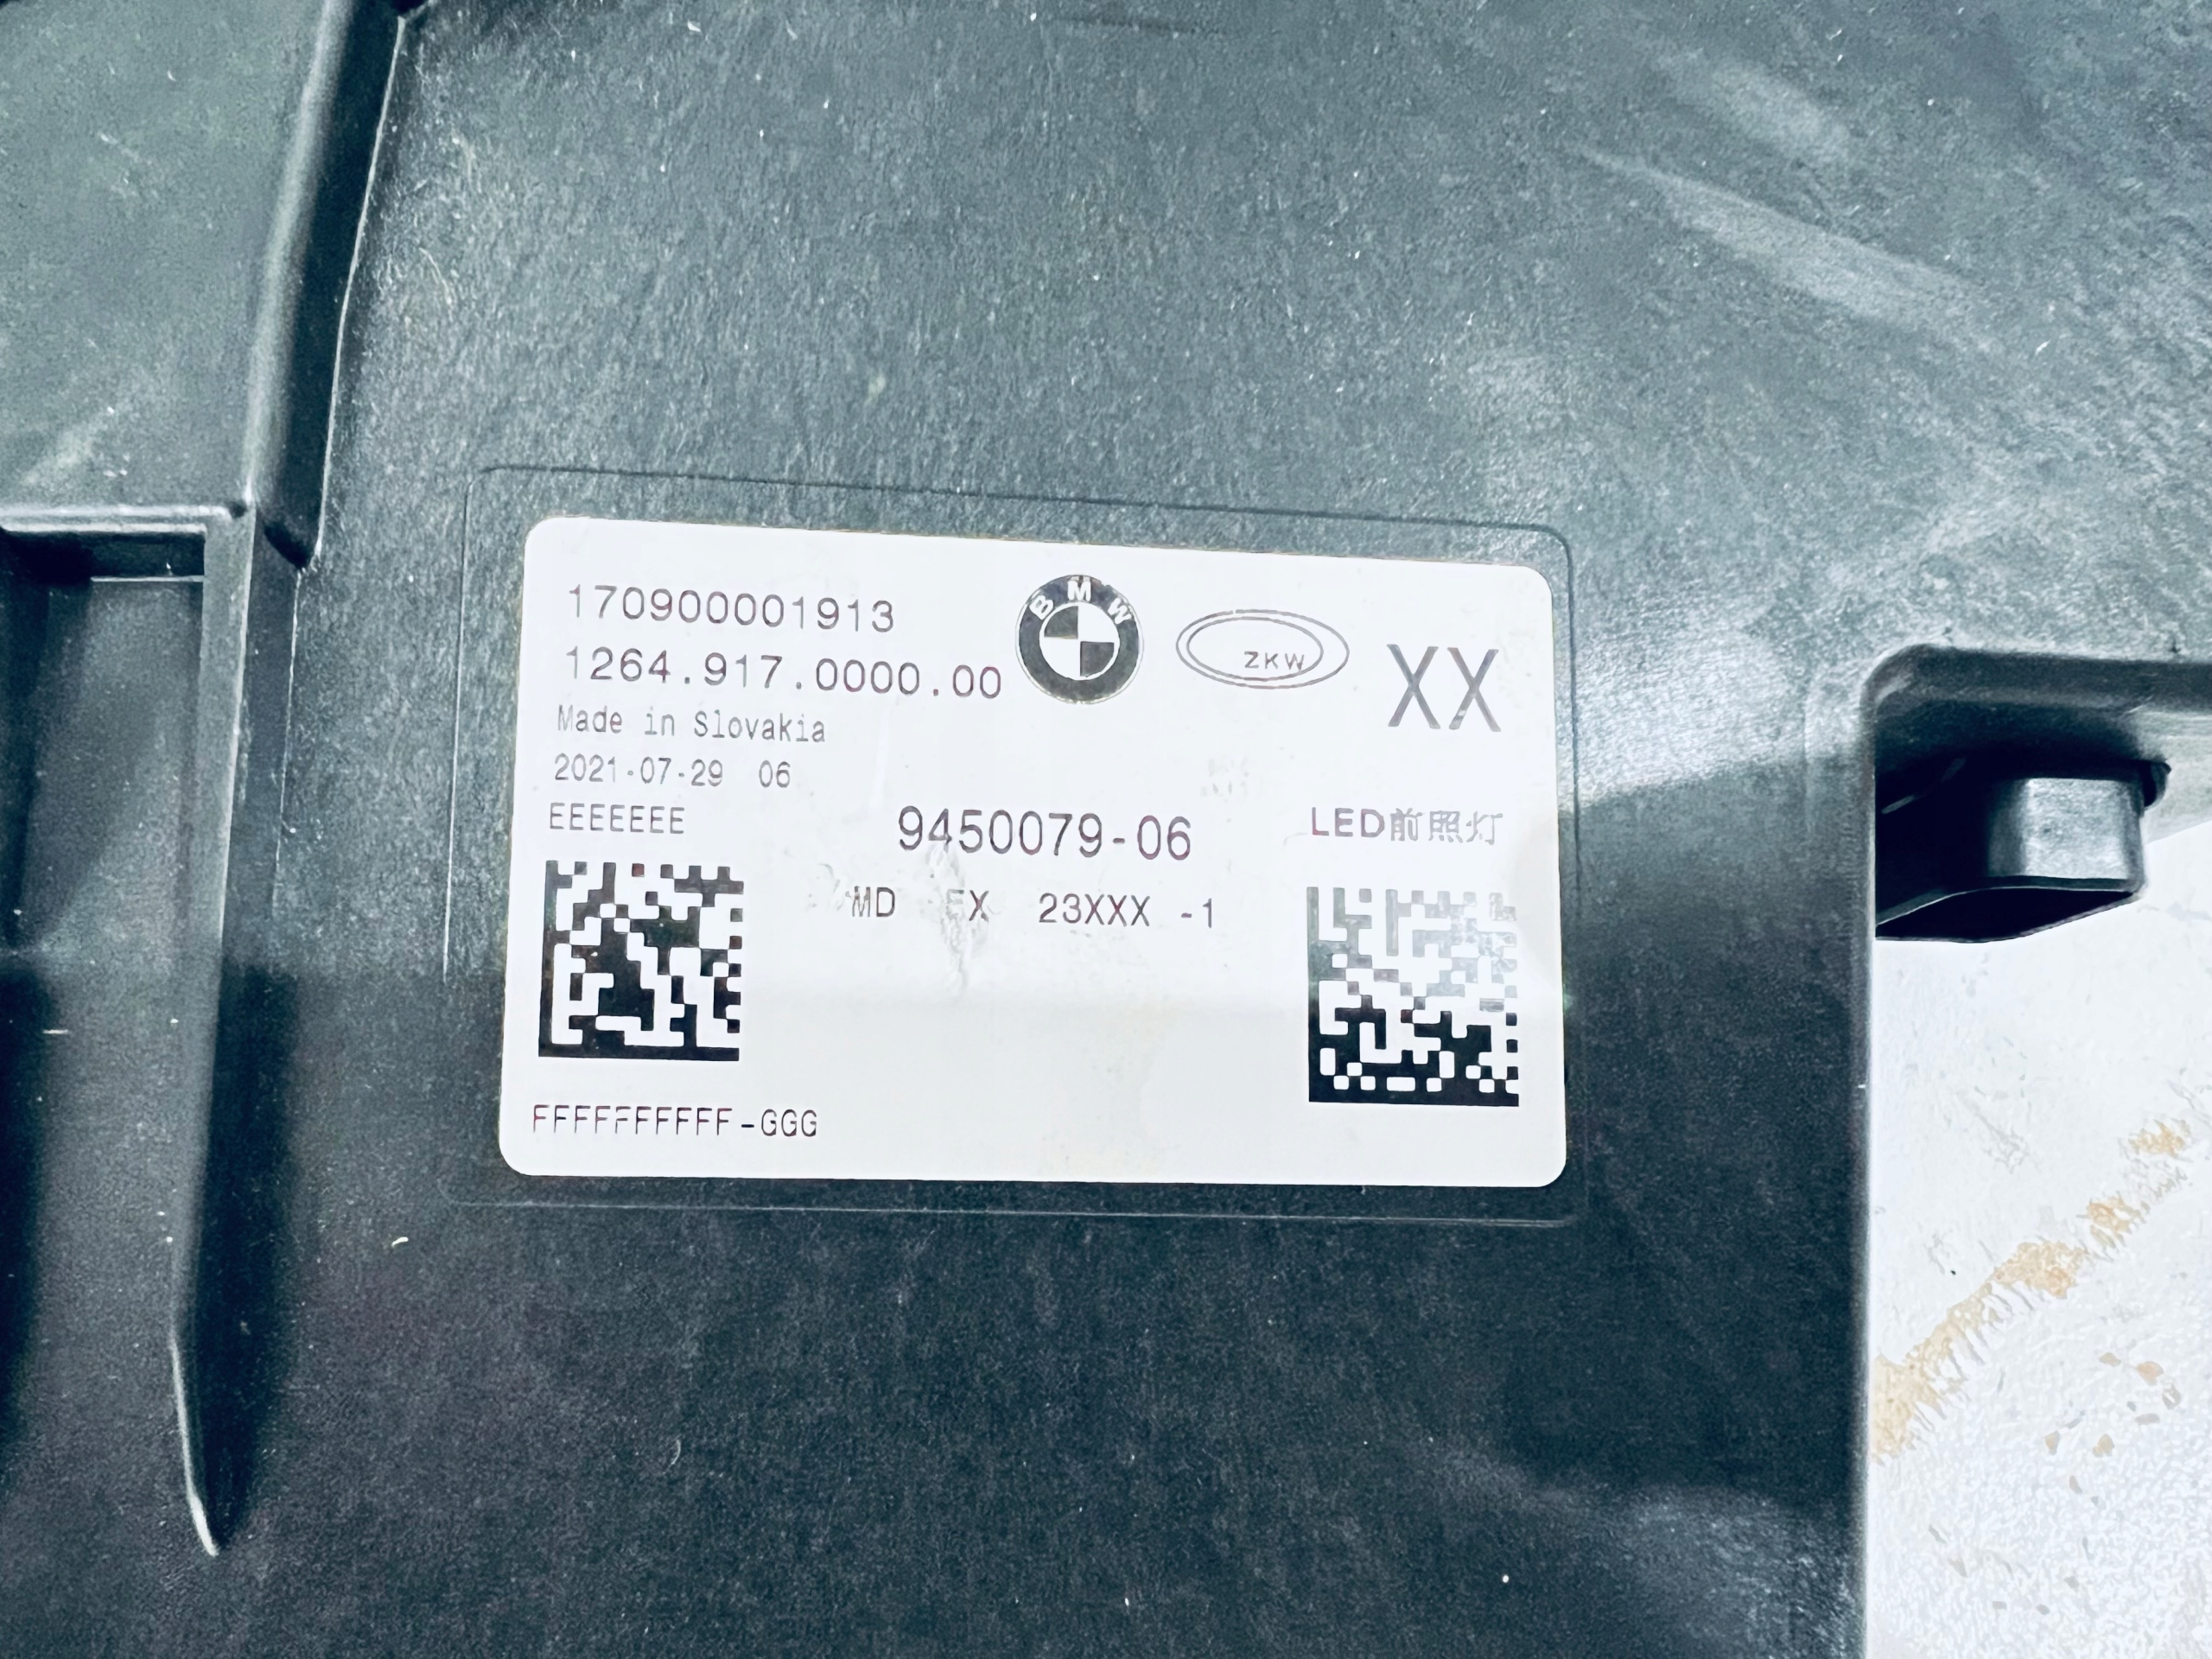 170900001913
1264.917.0000.00
BMW
ZKW
XX
Made in Slovakia
2021-07-29 06
EEEEEEE
9450079-06
LED前照灯
MD FX 23XXX -1
FFFFFFFFFF-GGG